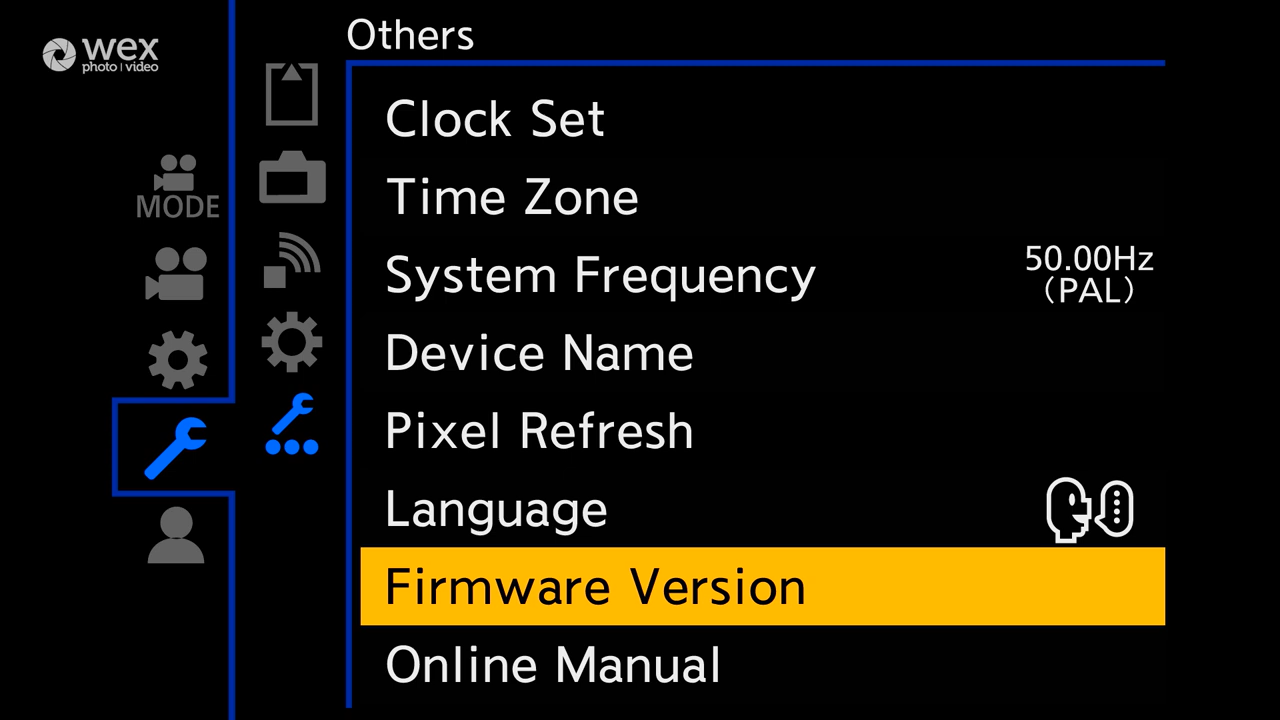 wex
photo | video
MODE
Others
Clock Set
Time Zone
System Frequency
50.00Hz
(PAL)
Device Name
Pixel Refresh
Language
Firmware Version
Online Manual